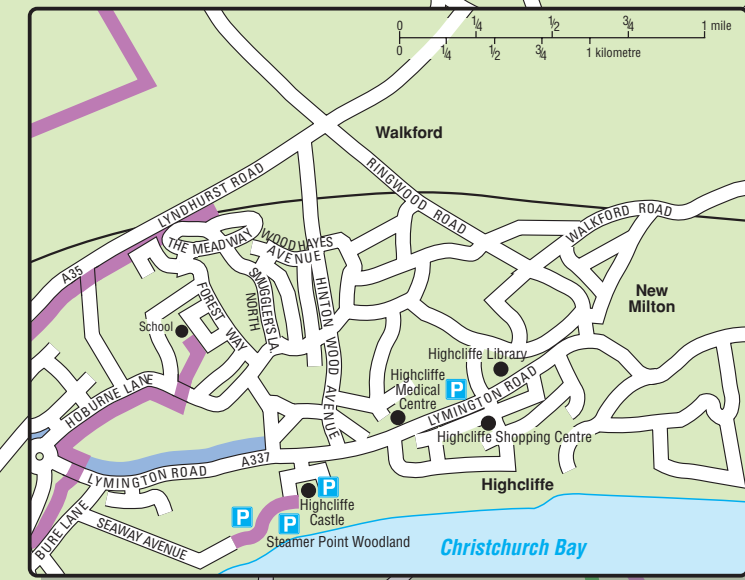 0 1/4 1/2 3/4 1 mile
0 1/4 1/2 3/4 1 kilometre
Walkford
LYNDHURST ROAD
RINGWOOD ROAD
WALKFORD ROAD
THE MEADWAY
WOODHAYES
AVENUE
A35
SMUGGLER'S LA.
NORTH
FOREST WAY
HINTON WOOD AVENUE
New
Milton
School
Highcliffe Library
Highcliffe
Medical
Centre
P
HOBURNE LANE
LYMINGTON ROAD
Highcliffe Shopping Centre
A337
LYMINGTON ROAD
Highcliffe
P
Highcliffe
Castle
P
P
BURE LANE
SEAWAY AVENUE
Steamer Point Woodland
Christchurch Bay